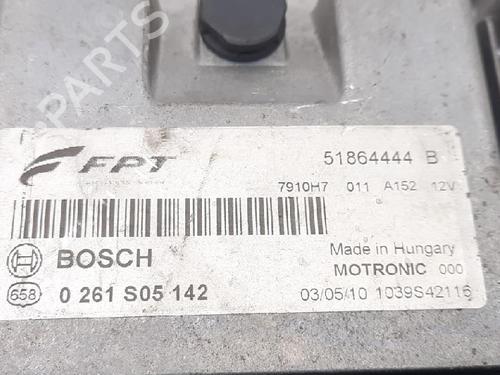 FPT
51864444 B
7910H7 011 A152 12V
BOSCH
Made in Hungary
MOTRONIC 000
658 0 261 S05 142
03/05/10 1039S42116
B-PARTS